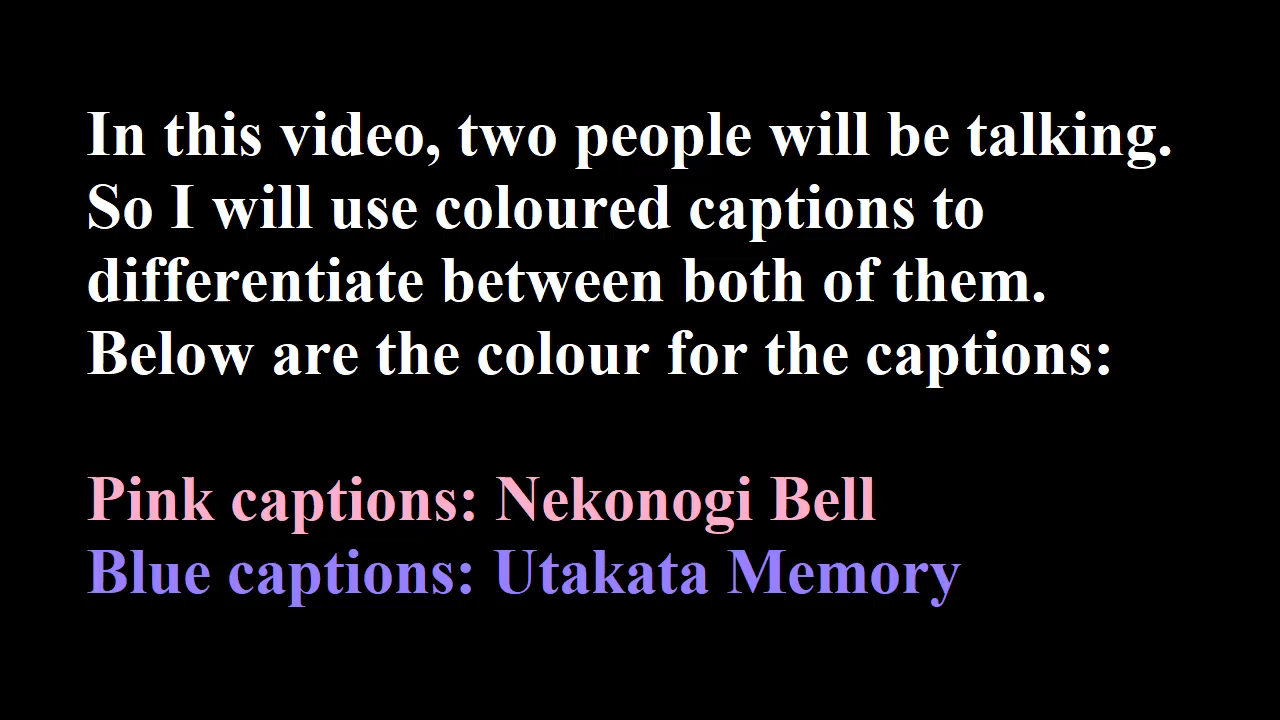 In this video, two people will be talking.
So I will use coloured captions to
differentiate between both of them.
Below are the colour for the captions:
Pink captions: Nekonogi Bell
Blue captions: Utakata Memory